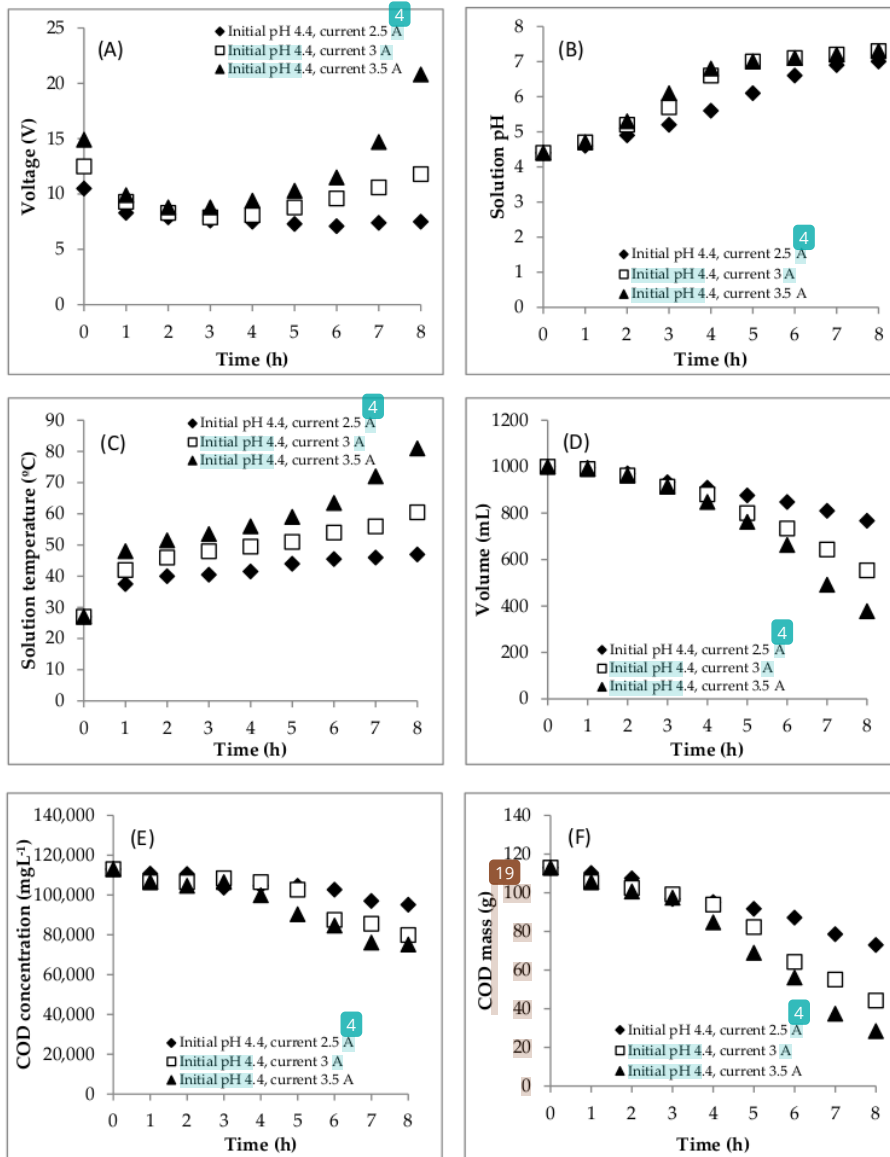 (A)
Initial pH 4.4, current 2.5 A
4
Initial pH 4.4, current 3 A
Initial pH 4.4, current 3.5 A
Voltage (V)
25
20
15
10
5
0
0 1 2 3 4 5 6 7 8
Time (h)
(B)
Solution pH
8
7
6
5
4
3
2
1
0
4
Initial pH 4.4, current 2.5 A
Initial pH 4.4, current 3 A
Initial pH 4.4, current 3.5 A
0 1 2 3 4 5 6 7 8
Time (h)
(C)
4
Initial pH 4.4, current 2.5 A
Initial pH 4.4, current 3 A
Initial pH 4.4, current 3.5 A
Solution temperature (ºC)
90
80
70
60
50
40
30
20
10
0
0 1 2 3 4 5 6 7 8
Time (h)
(D)
Volume (mL)
1200
1000
800
600
400
200
0
4
Initial pH 4.4, current 2.5 A
Initial pH 4.4, current 3 A
Initial pH 4.4, current 3.5 A
0 1 2 3 4 5 6 7 8
Time (h)
(E)
COD concentration (mgL-1)
140,000
120,000
100,000
80,000
60,000
40,000
20,000
0
4
Initial pH 4.4, current 2.5 A
Initial pH 4.4, current 3 A
Initial pH 4.4, current 3.5 A
0 1 2 3 4 5 6 7 8
Time (h)
(F)
19
COD mass (g)
140
120
100
80
60
40
20
0
4
Initial pH 4.4, current 2.5 A
Initial pH 4.4, current 3 A
Initial pH 4.4, current 3.5 A
0 1 2 3 4 5 6 7 8
Time (h)